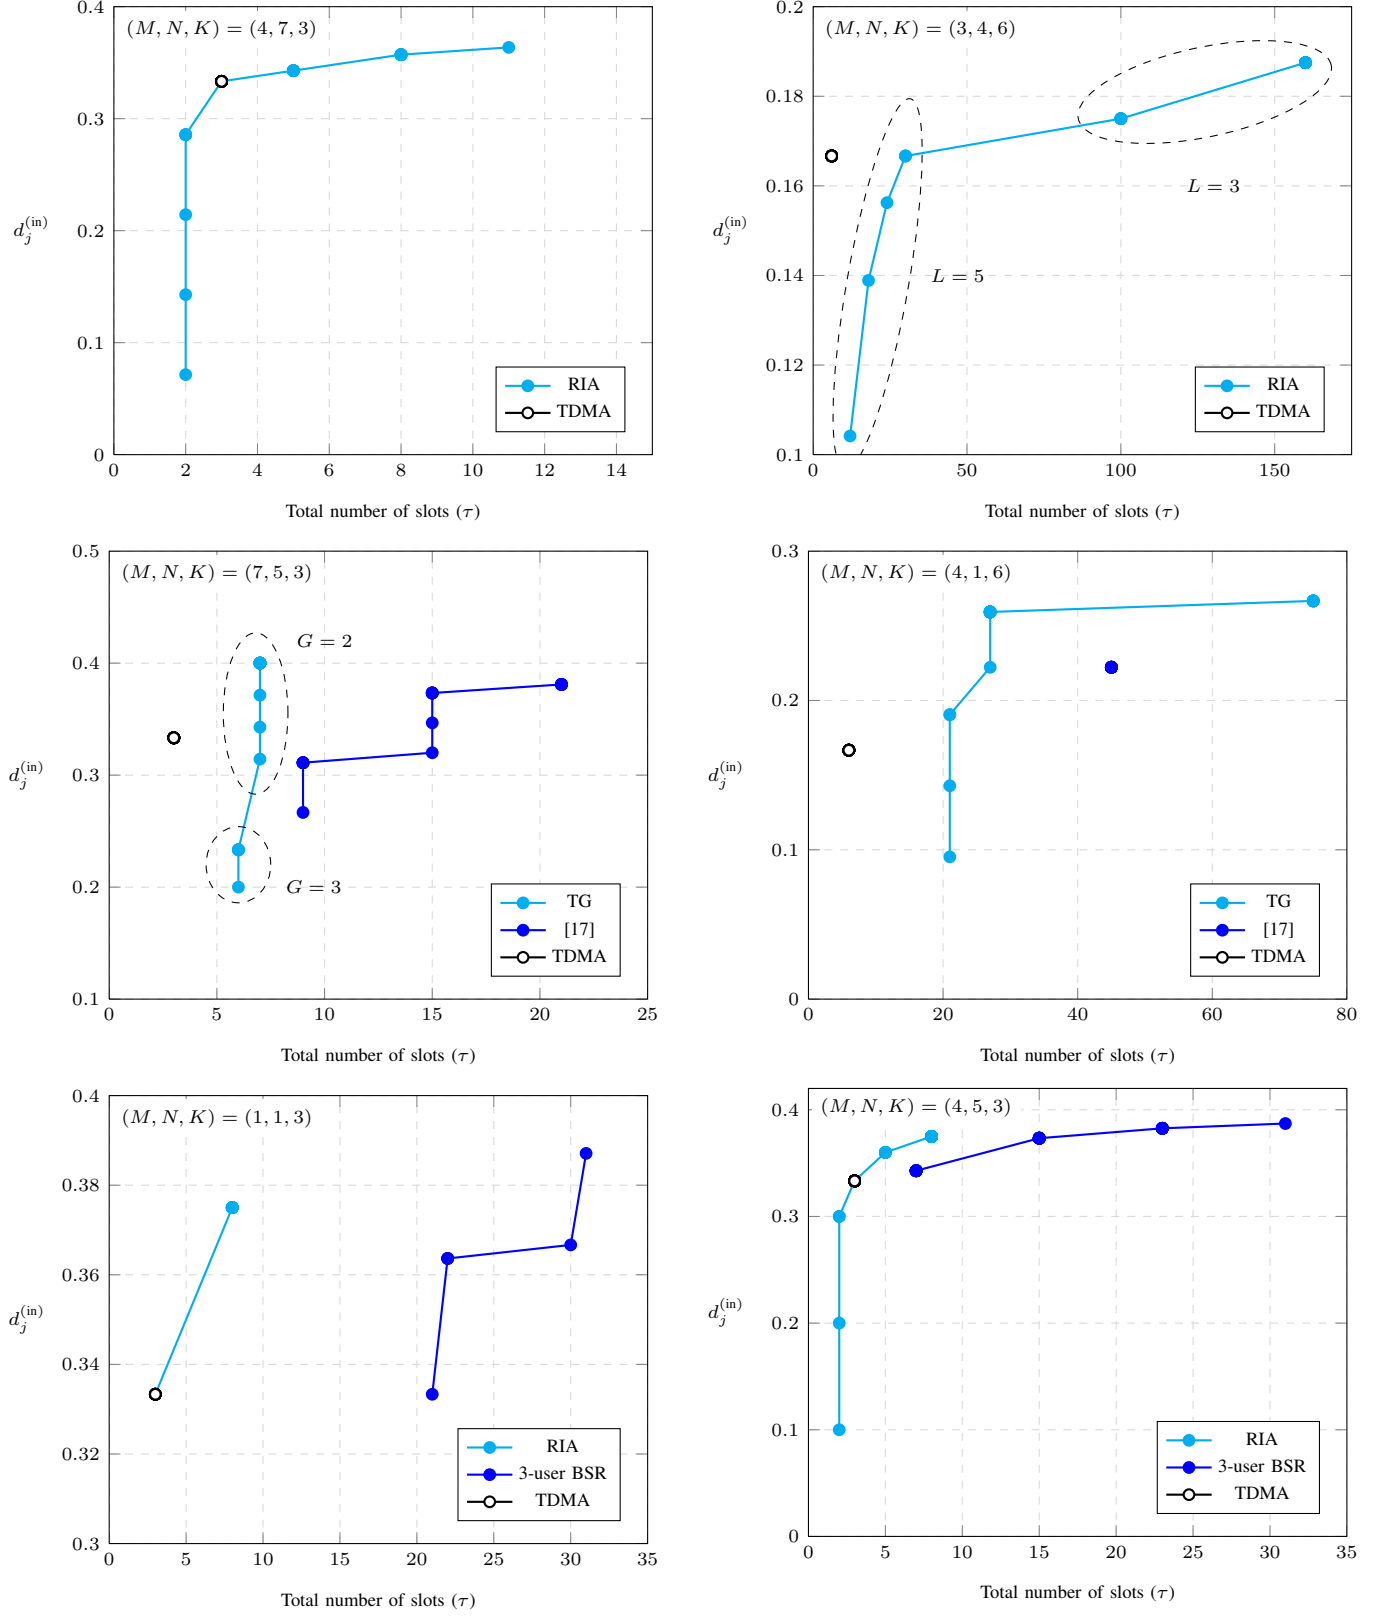 (M, N, K) = (4, 7, 3)
0.4
0.3
0.2
0.1
0
d_j^(in)
RIA
TDMA
0 2 4 6 8 10 12 14
Total number of slots (τ)
(M, N, K) = (3, 4, 6)
0.2
0.18
0.16
0.14
0.12
0.1
d_j^(in)
L = 3
L = 5
RIA
TDMA
0 50 100 150
Total number of slots (τ)
(M, N, K) = (7, 5, 3)
0.5
0.4
0.3
0.2
0.1
d_j^(in)
G = 2
G = 3
TG
[17]
TDMA
0 5 10 15 20 25
Total number of slots (τ)
(M, N, K) = (4, 1, 6)
0.3
0.2
0.1
0
d_j^(in)
TG
[17]
TDMA
0 20 40 60 80
Total number of slots (τ)
(M, N, K) = (1, 1, 3)
0.4
0.38
0.36
0.34
0.32
0.3
d_j^(in)
RIA
3-user BSR
TDMA
0 5 10 15 20 25 30 35
Total number of slots (τ)
(M, N, K) = (4, 5, 3)
0.4
0.3
0.2
0.1
0
d_j^(in)
RIA
3-user BSR
TDMA
0 5 10 15 20 25 30 35
Total number of slots (τ)